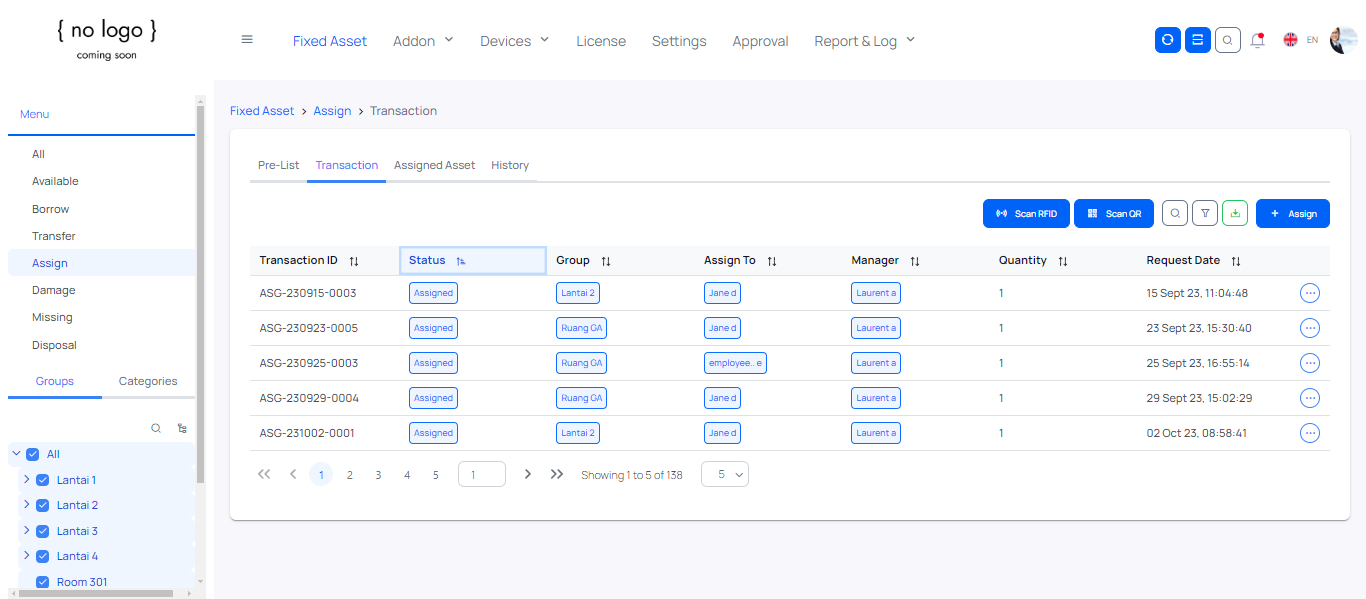 { no logo }
coming soon
Fixed Asset Addon Devices License Settings Approval Report & Log EN
Menu
All
Available
Borrow
Transfer
Assign
Damage
Missing
Disposal
Groups Categories
All
Lantai 1
Lantai 2
Lantai 3
Lantai 4
Room 301
Fixed Asset > Assign > Transaction
Pre-List Transaction Assigned Asset History
Scan RFID Scan QR + Assign
Transaction ID Status Group Assign To Manager Quantity Request Date
ASG-230915-0003 Assigned Lantai 2 Jane d Laurent a 1 15 Sept 23, 11:04:48
ASG-230923-0005 Assigned Ruang GA Jane d Laurent a 1 23 Sept 23, 15:30:40
ASG-230925-0003 Assigned Ruang GA employee.. e Laurent a 1 25 Sept 23, 16:55:14
ASG-230929-0004 Assigned Ruang GA Jane d Laurent a 1 29 Sept 23, 15:02:29
ASG-231002-0001 Assigned Lantai 2 Jane d Laurent a 1 02 Oct 23, 08:58:41
1 2 3 4 5 1 Showing 1 to 5 of 138 5